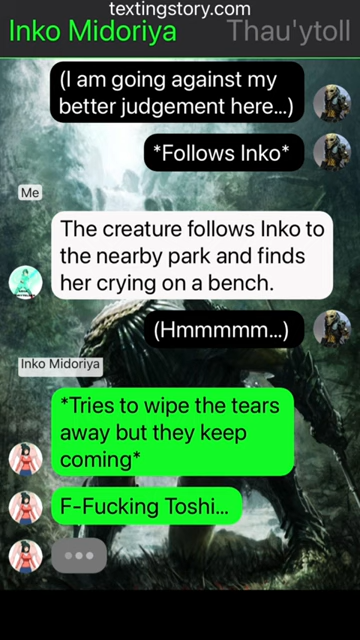 textingstory.com
Inko Midoriya Thau'ytoll
(I am going against my
better judgement here...)
*Follows Inko*
Me
The creature follows Inko to
the nearby park and finds
her crying on a bench.
(Hmmmmm...)
Inko Midoriya
*Tries to wipe the tears
away but they keep
coming*
F-Fucking Toshi...